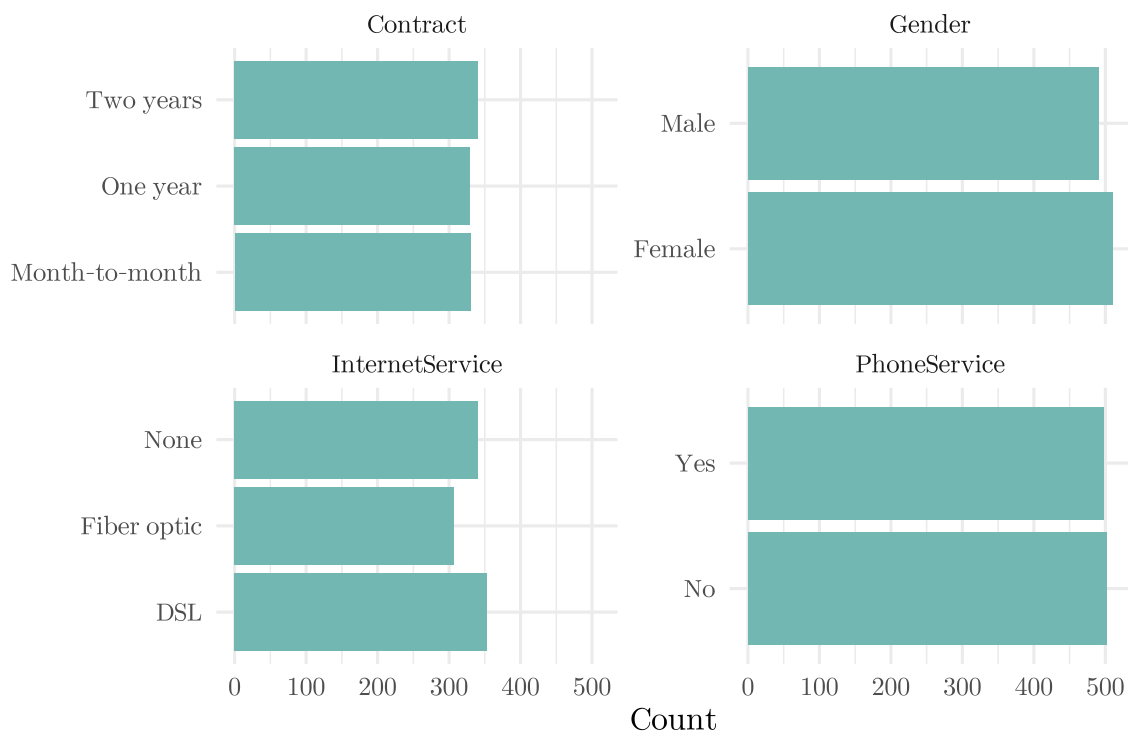 Contract
Two years
One year
Month-to-month
Gender
Male
Female
InternetService
None
Fiber optic
DSL
0 100 200 300 400 500
PhoneService
Yes
No
0 100 200 300 400 500
Count